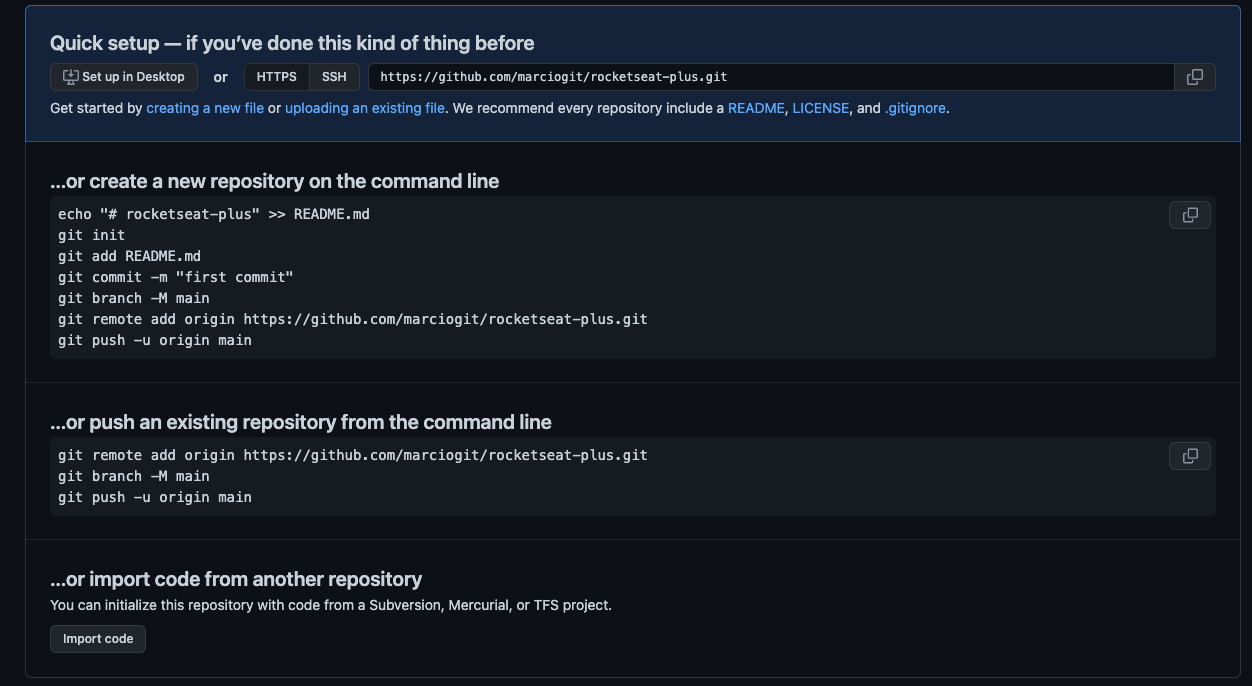 Quick setup — if you’ve done this kind of thing before
Set up in Desktop or HTTPS SSH https://github.com/marciogit/rocketseat-plus.git
Get started by creating a new file or uploading an existing file. We recommend every repository include a README, LICENSE, and .gitignore.
...or create a new repository on the command line
echo "# rocketseat-plus" >> README.md
git init
git add README.md
git commit -m "first commit"
git branch -M main
git remote add origin https://github.com/marciogit/rocketseat-plus.git
git push -u origin main
...or push an existing repository from the command line
git remote add origin https://github.com/marciogit/rocketseat-plus.git
git branch -M main
git push -u origin main
...or import code from another repository
You can initialize this repository with code from a Subversion, Mercurial, or TFS project.
Import code